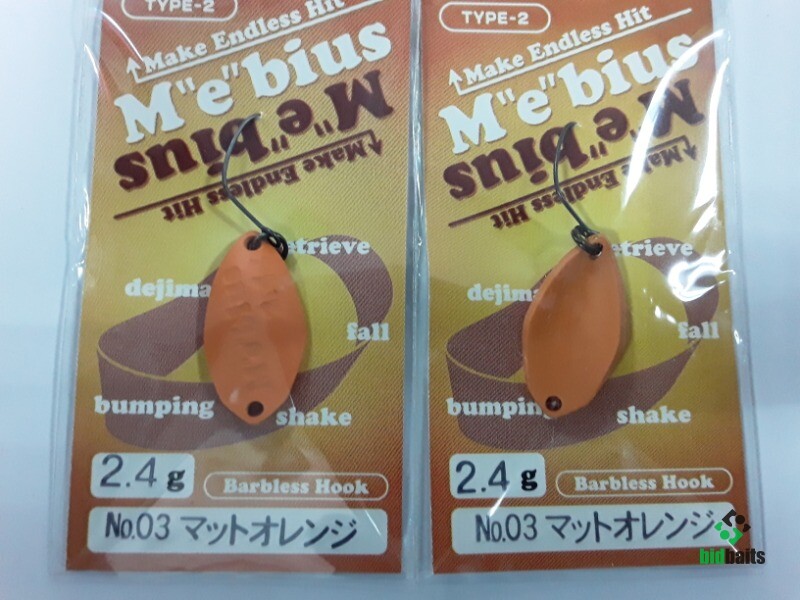 TYPE-2
Make Endless Hit
M"e"bius
M"e"bius
Make Endless Hit
etrieve
dejima
fall
bumping
shake
2.4g
Barbless Hook
No.03 マットオレンジ
TYPE-2
Make Endless Hit
M"e"bius
M"e"bius
Make Endless Hit
etrieve
dejima
fall
bumpin
shake
2.4g
Barbless Hook
No.03 マットオレンジ
bidbaits